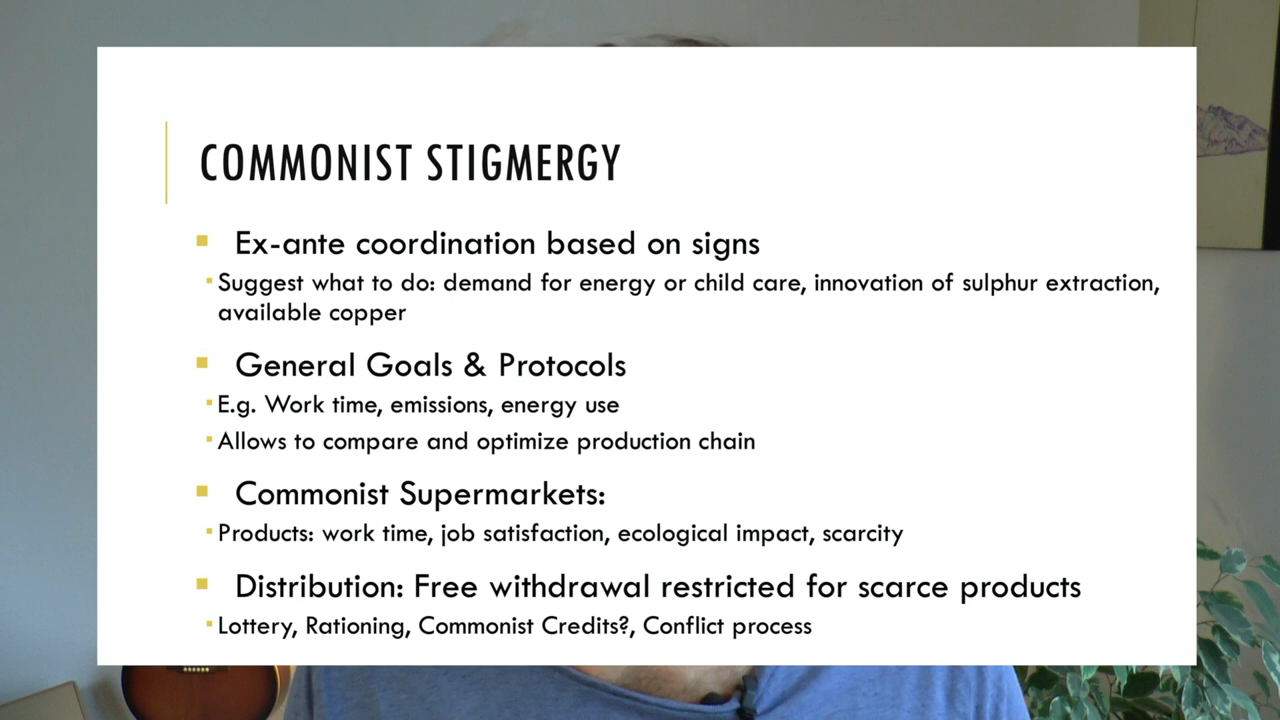 COMMONIST STIGMERGY
Ex-ante coordination based on signs
Suggest what to do: demand for energy or child care, innovation of sulphur extraction,
available copper
General Goals & Protocols
E.g. Work time, emissions, energy use
Allows to compare and optimize production chain
Commonist Supermarkets:
Products: work time, job satisfaction, ecological impact, scarcity
Distribution: Free withdrawal restricted for scarce products
Lottery, Rationing, Commonist Credits?, Conflict process